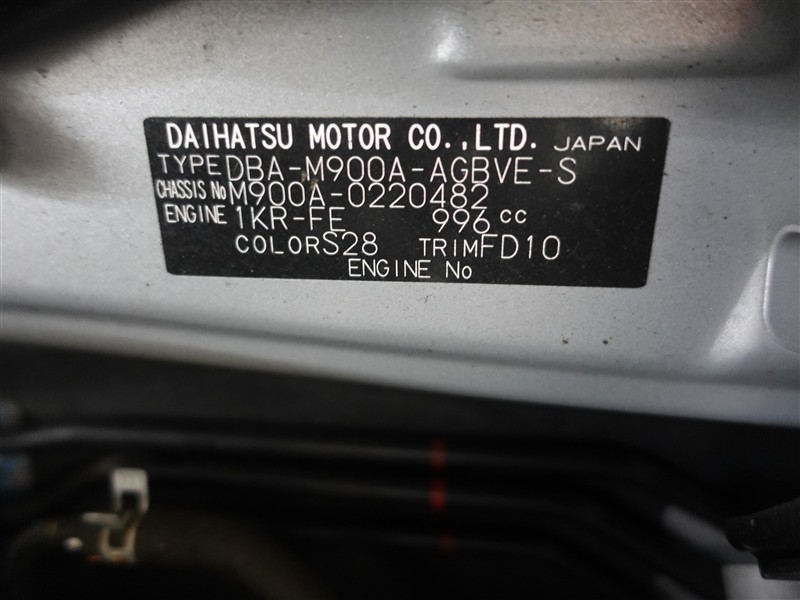 DAIHATSU MOTOR CO.,LTD. JAPAN
TYPE DBA-M900A-AGBVE-S
CHASSIS No M900A-0220482
ENGINE 1KR-FE 996 cc
COLOR S28 TRIM FD10
ENGINE No